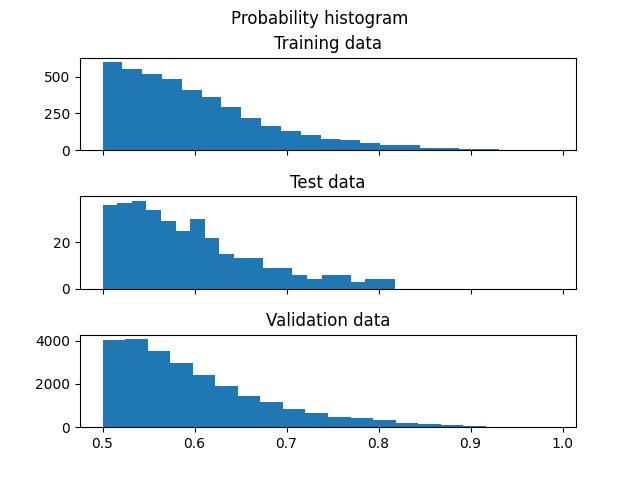 Probability histogram
Training data
500
250
0
Test data
20
0
Validation data
4000
2000
0
0.5 0.6 0.7 0.8 0.9 1.0